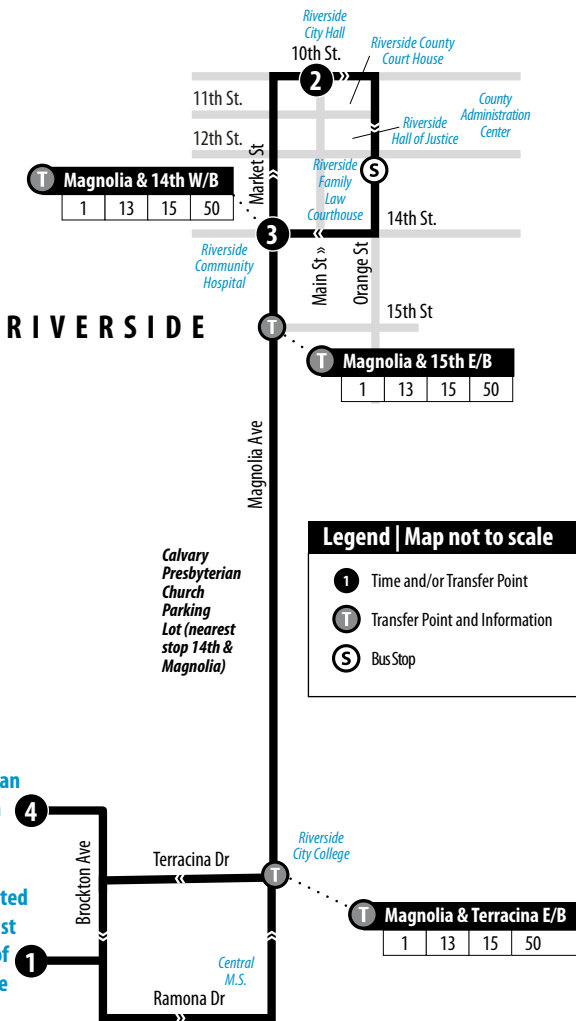 Riverside
City Hall
10th St.
Riverside County
Court House
2
11th St.
County
Administration
Center
12th St.
Riverside
Hall of Justice
Market St
T Magnolia & 14th W/B
1 13 15 50
Riverside
Family
Law
Courthouse
S
14th St.
3
Riverside
Community
Hospital
Main St »
Orange St
15th St
RIVERSIDE
T
T Magnolia & 15th E/B
1 13 15 50
Magnolia Ave
Legend | Map not to scale
1 Time and/or Transfer Point
T Transfer Point and Information
S Bus Stop
Calvary
Presbyterian
Church
Parking
Lot (nearest
stop 14th &
Magnolia)
an
4
Riverside
City College
Terracina Dr
T
Brockton Ave
ted
st
of
1
e
T Magnolia & Terracina E/B
1 13 15 50
Central
M.S.
Ramona Dr